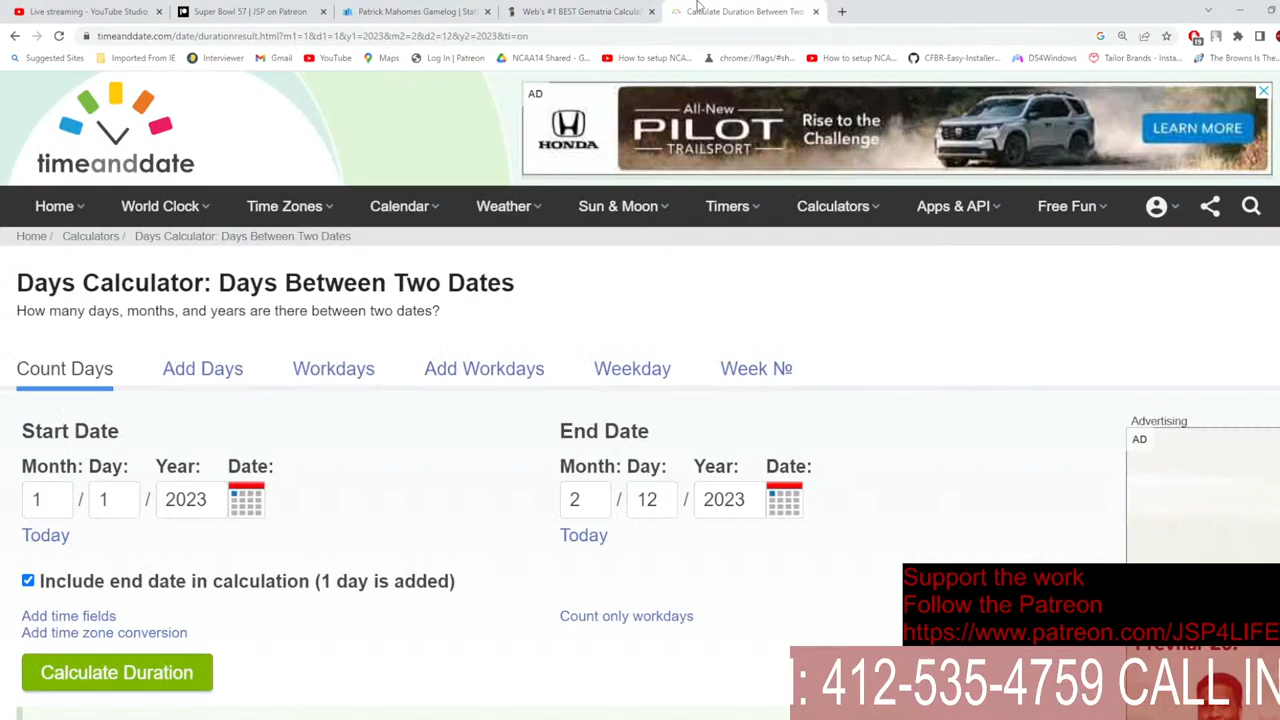 Live streaming - YouTube Studio
Super Bowl 57 | JSP on Patreon
Patrick Mahomes Gamelog | Stat
Web's #1 BEST Gematria Calcula
Calculate Duration Between Two
timeanddate.com/date/durationresult.html?m1=1&d1=1&y1=2023&m2=2&d2=12&y2=2023&ti=on
Suggested Sites
Imported From IE
Interviewer
Gmail
YouTube
Maps
Log In | Patreon
NCAA14 Shared - G...
How to setup NCA...
chrome://flags/#sh...
How to setup NCA...
CFBR-Easy-Installer...
DS4Windows
Tailor Brands - Insta...
The Browns Is The...
timeanddate
AD
HONDA
All-New
PILOT
TRAILSPORT
Rise to the
Challenge
LEARN MORE
Home
World Clock
Time Zones
Calendar
Weather
Sun & Moon
Timers
Calculators
Apps & API
Free Fun
Home / Calculators / Days Calculator: Days Between Two Dates
Days Calculator: Days Between Two Dates
How many days, months, and years are there between two dates?
Count Days
Add Days
Workdays
Add Workdays
Weekday
Week №
Advertising
AD
Start Date
End Date
Month: Day: Year: Date:
Month: Day: Year: Date:
1 / 1 / 2023
2 / 12 / 2023
Today
Today
Include end date in calculation (1 day is added)
Add time fields
Add time zone conversion
Count only workdays
Calculate Duration
Support the work
Follow the Patreon
https://www.patreon.com/JSP4LIFE
: 412-535-4759 CALL IN